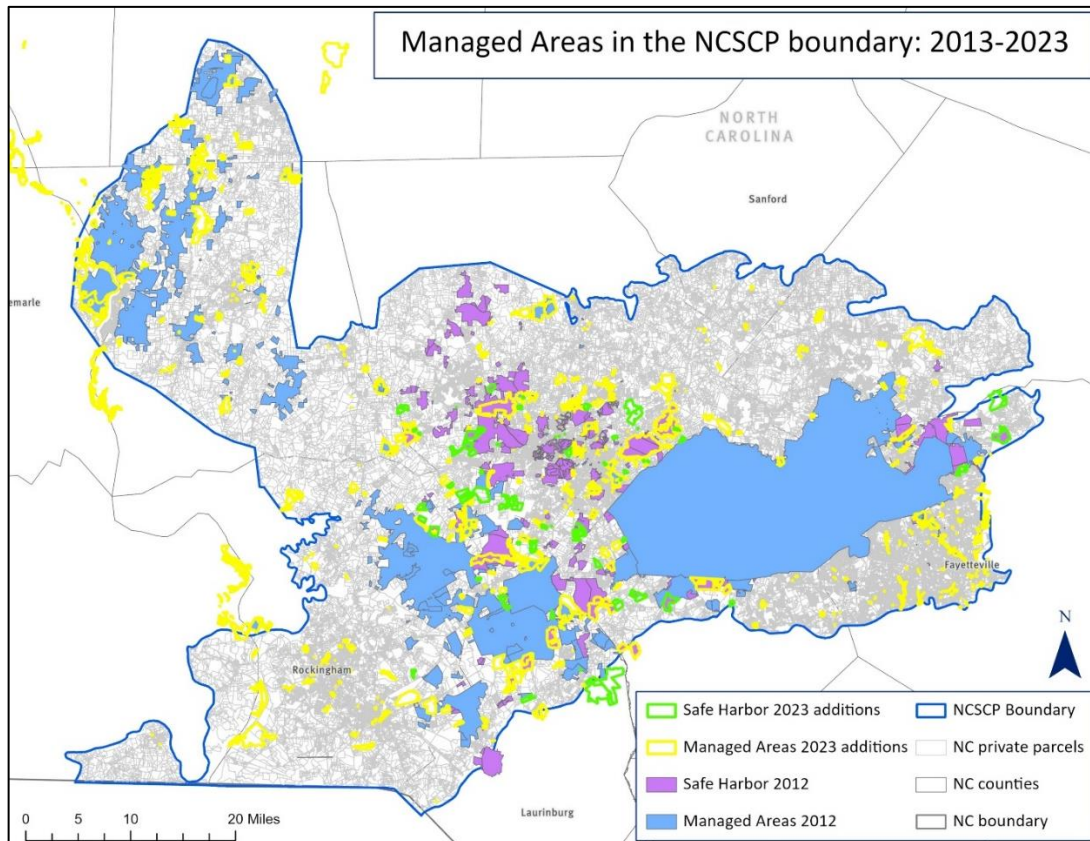 Managed Areas in the NCSCP boundary: 2013-2023
NORTH
CAROLINA
Sanford
emarle
Fayetteville
Rockingham
Laurinburg
N
Safe Harbor 2023 additions
Managed Areas 2023 additions
Safe Harbor 2012
Managed Areas 2012
NCSCP Boundary
NC private parcels
NC counties
NC boundary
0 5 10 20 Miles